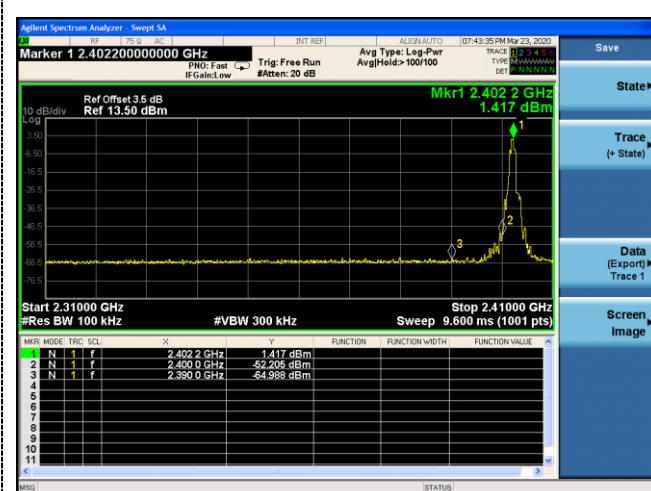 Agilent Spectrum Analyzer - Swept SA
RF 75 Ω AC INT REF ALIGN AUTO 07:43:35 PM Mar 23, 2020
Marker 1 2.402200000000 GHz
PNO: Fast
IFGain:Low
Trig: Free Run
#Atten: 20 dB
Avg Type: Log-Pwr
Avg|Hold:> 100/100
TRACE 1 2 3 4 5 6
TYPE M
DET P N N N N N
Ref Offset 3.5 dB
10 dB/div Ref 13.50 dBm
Log
Mkr1 2.402 2 GHz
1.417 dBm
3.50
-6.50
-16.5
-26.5
-36.5
-46.5
-56.5
-66.5
-76.5
1
2
3
Start 2.31000 GHz Stop 2.41000 GHz
#Res BW 100 kHz #VBW 300 kHz Sweep 9.600 ms (1001 pts)
MKR MODE TRC SCL X Y FUNCTION FUNCTION WIDTH FUNCTION VALUE
1 N 1 f 2.402 2 GHz 1.417 dBm
2 N 1 f 2.400 0 GHz -52.205 dBm
3 N 1 f 2.390 0 GHz -64.988 dBm
4
5
6
7
8
9
10
11
MSG STATUS
Save
State
Trace
(+ State)
Data
(Export)
Trace 1
Screen
Image